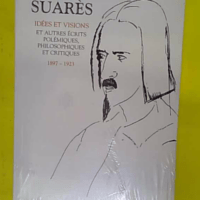 SUARÈS
IDÉES ET VISIONS
ET AUTRES ÉCRITS
POLÉMIQUES,
PHILOSOPHIQUES
ET CRITIQUES
1897 - 1923